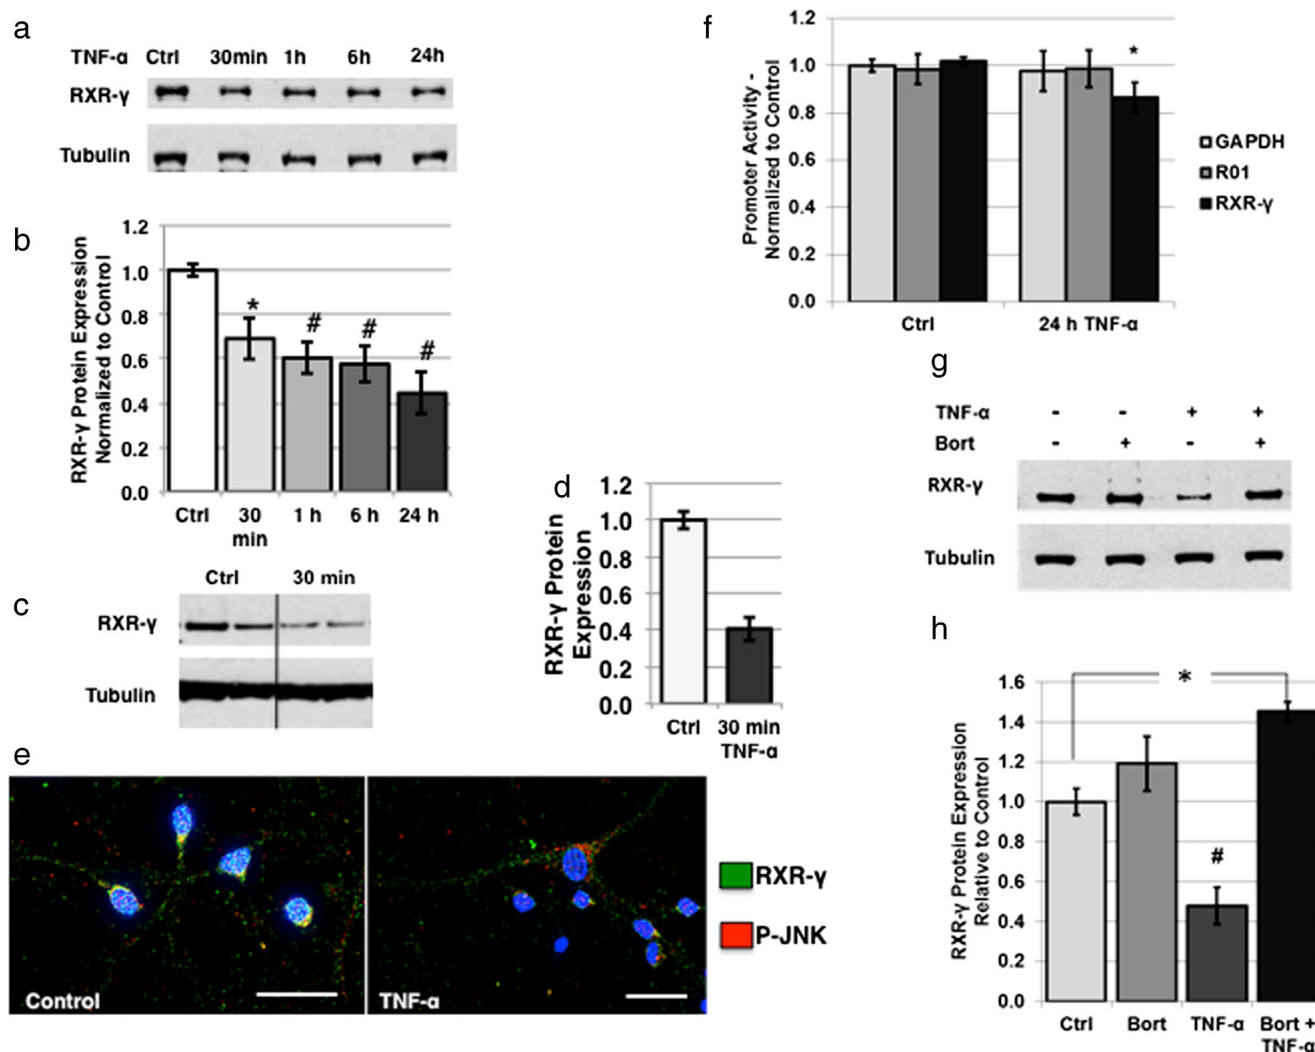 a
TNF-α Ctrl 30min 1h 6h 24h
RXR-γ
Tubulin
b
RXR-γ Protein Expression
Normalized to Control
1.2
1.0
0.8
0.6
0.4
0.2
0.0
*
#
#
#
Ctrl 30 min 1 h 6 h 24 h
c
Ctrl 30 min
RXR-γ
Tubulin
d
RXR-γ Protein
Expression
1.2
1.0
0.8
0.6
0.4
0.2
0.0
Ctrl 30 min
TNF-α
e
Control
TNF-α
RXR-γ
P-JNK
f
Promoter Activity -
Normalized to Control
1.2
1.0
0.8
0.6
0.4
0.2
0.0
*
Ctrl 24 h TNF-α
GAPDH
R01
RXR-γ
g
TNF-α - - + +
Bort - + - +
RXR-γ
Tubulin
h
RXR-γ Protein Expression
Relative to Control
1.6
1.4
1.2
1.0
0.8
0.6
0.4
0.2
0.0
*
#
Ctrl Bort TNF-α Bort +
TNF-α